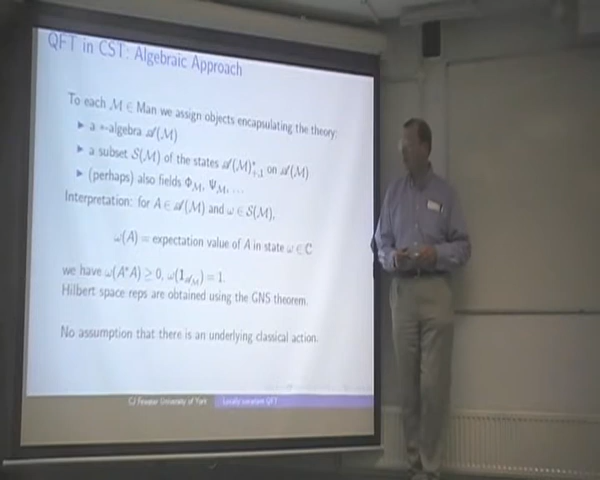 QFT in CST: Algebraic Approach
To each ℳ ∈ Man we assign objects encapsulating the theory:
▶ a ∗-algebra 𝒜(ℳ)
▶ a subset 𝒮(ℳ) of the states 𝒜(ℳ)*₊,₁ on 𝒜(ℳ)
▶ (perhaps) also fields Φ_ℳ, Ψ_ℳ, ...
Interpretation: for A ∈ 𝒜(ℳ) and ω ∈ 𝒮(ℳ),
ω(A) = expectation value of A in state ω ∈ C
we have ω(A*A) ≥ 0, ω(1_𝒜_ℳ) = 1.
Hilbert space reps are obtained using the GNS theorem.
No assumption that there is an underlying classical action.
CJ Fewster University of York Locally covariant QFT